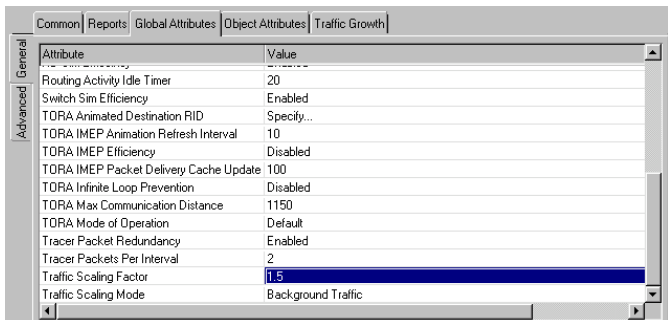 Common Reports Global Attributes Object Attributes Traffic Growth
General
Advanced
Attribute Value
Routing Activity Idle Timer 20
Switch Sim Efficiency Enabled
TORA Animated Destination RID Specify...
TORA IMEP Animation Refresh Interval 10
TORA IMEP Efficiency Disabled
TORA IMEP Packet Delivery Cache Update 100
TORA Infinite Loop Prevention Disabled
TORA Max Communication Distance 1150
TORA Mode of Operation Default
Tracer Packet Redundancy Enabled
Tracer Packets Per Interval 2
Traffic Scaling Factor 1.5
Traffic Scaling Mode Background Traffic